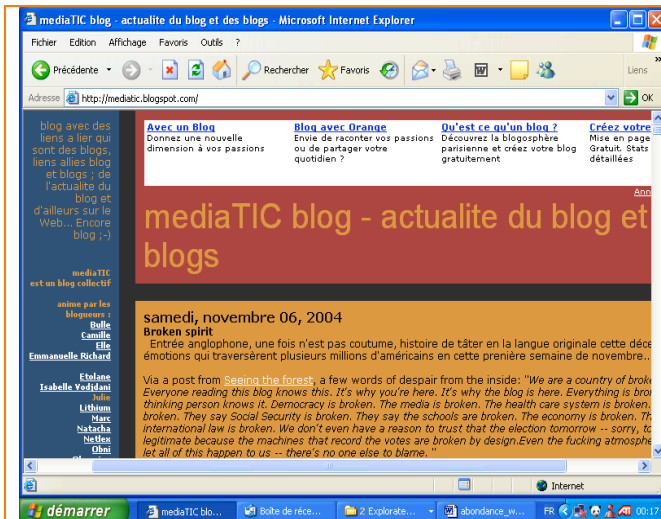 mediaTIC blog - actualite du blog et des blogs - Microsoft Internet Explorer
Fichier Edition Affichage Favoris Outils ?
Précédente Rechercher Favoris Liens
Adresse http://mediatic.blogspot.com/ OK
blog avec des
liens a lier qui
sont des blogs,
liens allies blog
et blogs ; de
l'actualite du
blog et
d'ailleurs sur le
Web... Encore
blog ;-)
mediaTIC
est un blog collectif
anime par les
blogueurs :
Bulle
Camille
Elle
Emmanuelle Richard
Etolane
Isabelle Vodjdani
Julie
Lithium
Marc
Natacha
Netlex
Obni
Avec un Blog
Donnez une nouvelle
dimension à vos passions
Blog avec Orange
Envie de raconter vos passions
ou de partager votre
quotidien ?
Qu'est ce qu'un blog ?
Découvrez la blogosphère
parisienne et créez votre blog
gratuitement
Créez votre
Mise en page
Gratuit. Stats
détaillées
Ann
mediaTIC blog - actualite du blog et
blogs
samedi, novembre 06, 2004
Broken spirit
Entrée anglophone, une fois n'est pas coutume, histoire de tâter en la langue originale cette déce
émotions qui traversèrent plusieurs millions d'américains en cette prenière semaine de novembre..
Via a post from Seeing the forest, a few words of despair from the inside: "We are a country of broke
Everyone reading this blog knows this. It's why you're here. It's why the blog is here. Everything is bro
thinking person knows it. Democracy is broken. The media is broken. The health care system is broken.
broken. They say Social Security is broken. They say the schools are broken. The economy is broken. Th
international law is broken. We don't even have a reason to trust that the election tomorrow -- sorry, to
legitimate because the machines that record the votes are broken by design.Even the fucking atmosphe
let all of this happen to us -- there's no one else to blame. "
Internet
démarrer mediaTIC blo... Boîte de réce... 2 Explorate... abondance_w... FR 00:17